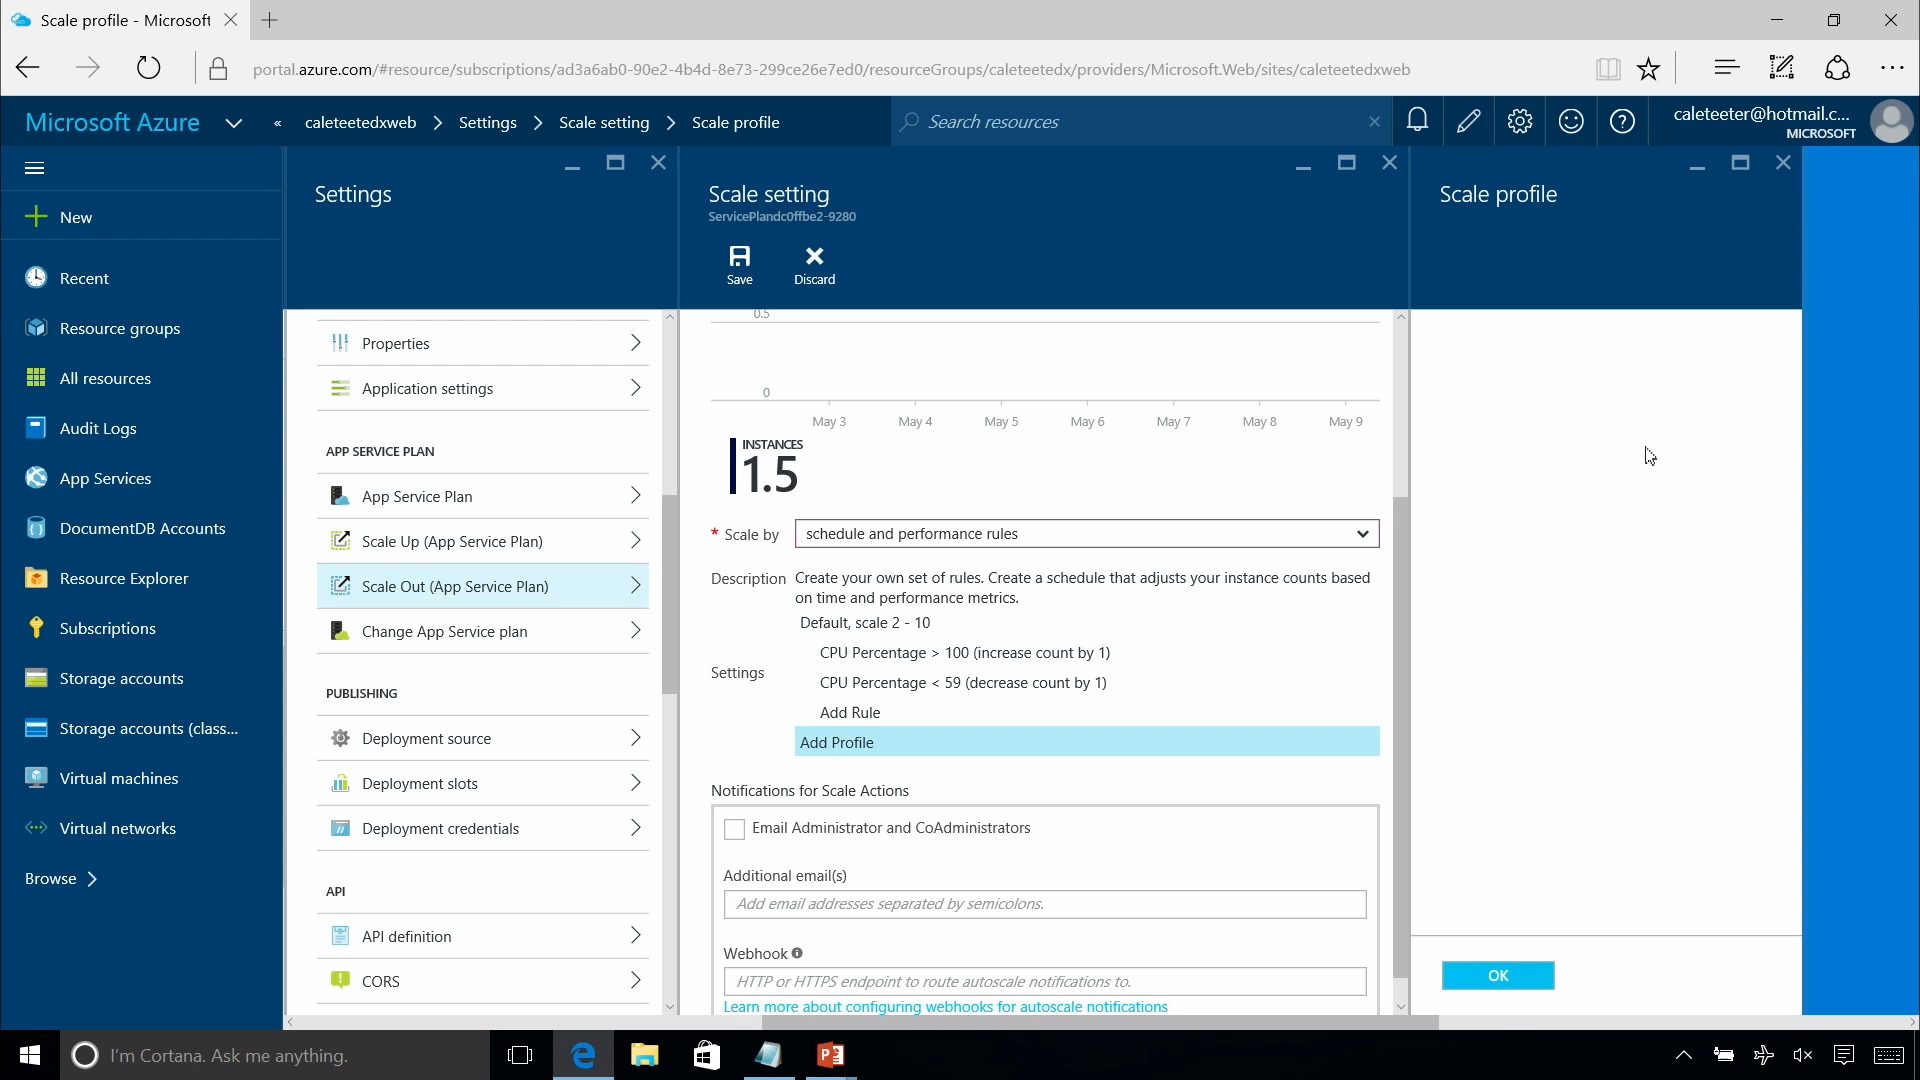 Scale profile - Microsoft
portal.azure.com/#resource/subscriptions/ad3a6ab0-90e2-4b4d-8e73-299ce26e7ed0/resourceGroups/caleteetedx/providers/Microsoft.Web/sites/caleteetedxweb
Microsoft Azure
caleteetedxweb
Settings
Scale setting
Scale profile
Search resources
caleteeter@hotmail.c...
MICROSOFT
New
Recent
Resource groups
All resources
Audit Logs
App Services
DocumentDB Accounts
Resource Explorer
Subscriptions
Storage accounts
Storage accounts (class...
Virtual machines
Virtual networks
Browse
Settings
Properties
Application settings
APP SERVICE PLAN
App Service Plan
Scale Up (App Service Plan)
Scale Out (App Service Plan)
Change App Service plan
PUBLISHING
Deployment source
Deployment slots
Deployment credentials
API
API definition
CORS
Scale setting
ServicePlandc0ffbe2-9280
Save
Discard
0.5
0
May 3
May 4
May 5
May 6
May 7
May 8
May 9
INSTANCES
1.5
* Scale by
schedule and performance rules
Description
Create your own set of rules. Create a schedule that adjusts your instance counts based
on time and performance metrics.
Settings
Default, scale 2 - 10
CPU Percentage > 100 (increase count by 1)
CPU Percentage < 59 (decrease count by 1)
Add Rule
Add Profile
Notifications for Scale Actions
Email Administrator and CoAdministrators
Additional email(s)
Add email addresses separated by semicolons.
Webhook
HTTP or HTTPS endpoint to route autoscale notifications to.
Learn more about configuring webhooks for autoscale notifications
Scale profile
OK
I'm Cortana. Ask me anything.